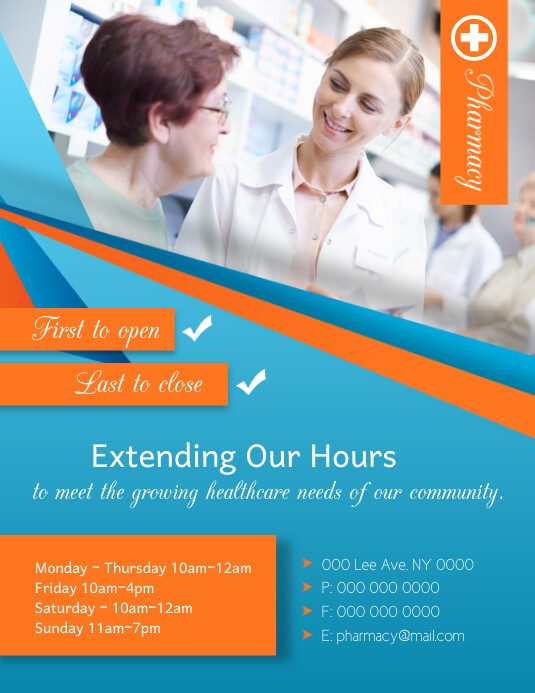 Pharmacy
First to open
Last to close
Extending Our Hours
to meet the growing healthcare needs of our community.
Monday - Thursday 10am-12am
Friday 10am-4pm
Saturday - 10am-12am
Sunday 11am-7pm
000 Lee Ave. NY 0000
P: 000 000 0000
F: 000 000 0000
E: pharmacy@mail.com